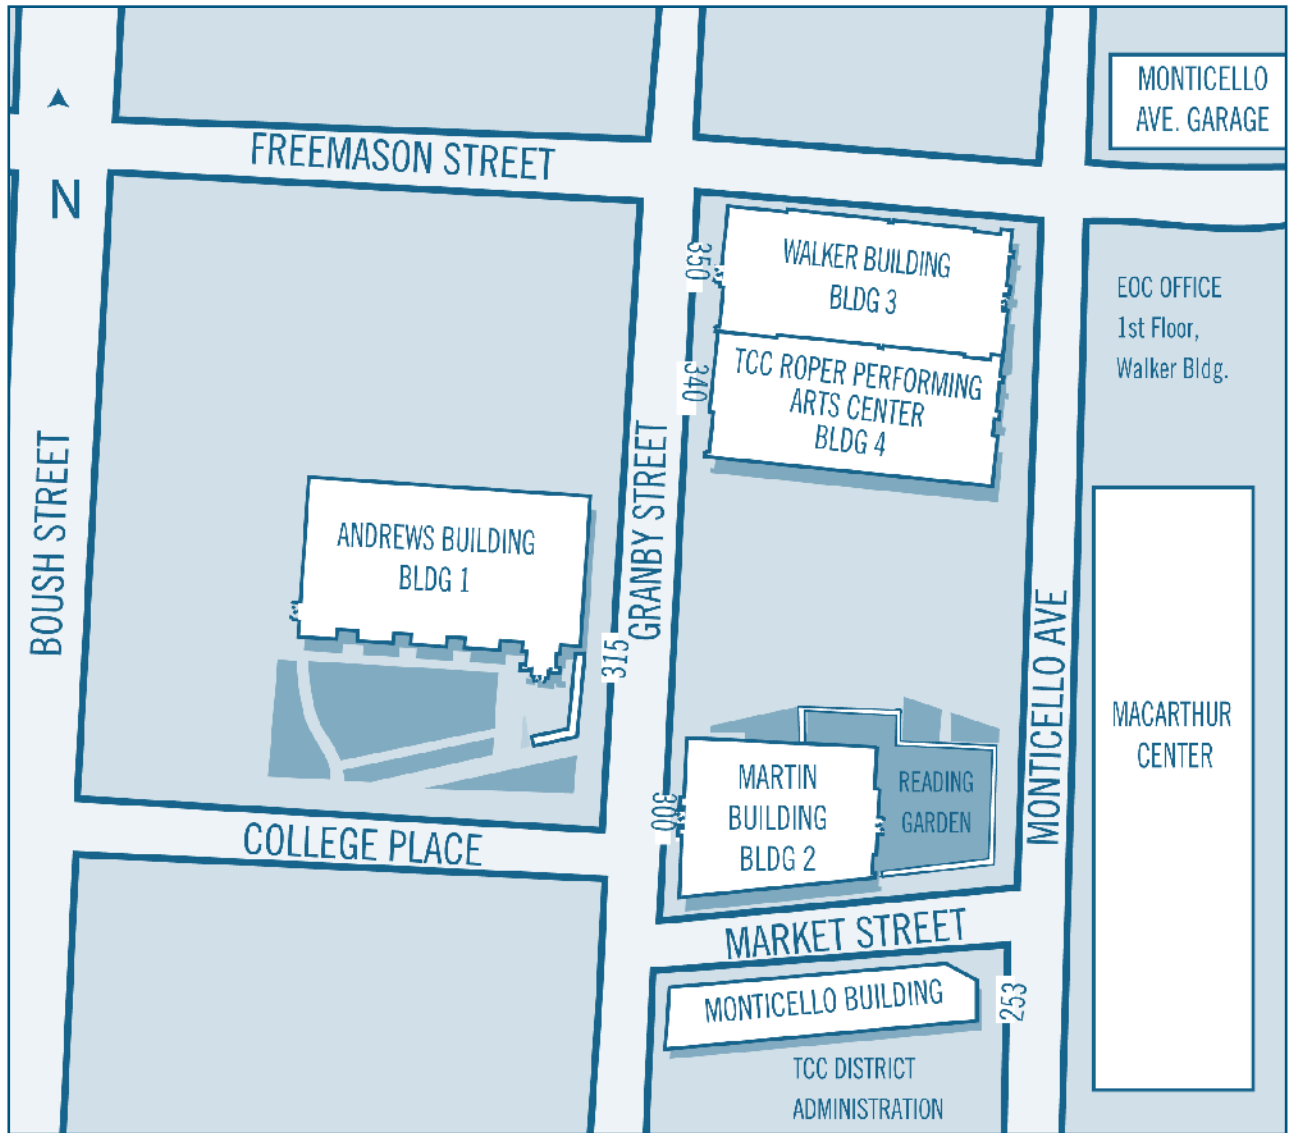 MONTICELLO
AVE. GARAGE
FREEMASON STREET
N
WALKER BUILDING
BLDG 3
350
EOC OFFICE
1st Floor,
Walker Bldg.
TCC ROPER PERFORMING
ARTS CENTER
BLDG 4
340
BOUSH STREET
GRANBY STREET
ANDREWS BUILDING
BLDG 1
315
MONTICELLO AVE
MACARTHUR
CENTER
MARTIN
BUILDING
BLDG 2
300
READING
GARDEN
COLLEGE PLACE
MARKET STREET
MONTICELLO BUILDING
253
TCC DISTRICT
ADMINISTRATION